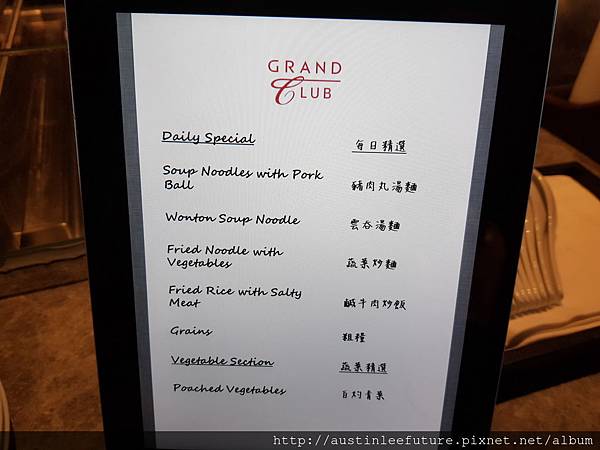 GRAND
CLUB
Daily Special 每日精選
Soup Noodles with Pork
Ball 豬肉丸湯麵
Wonton Soup Noodle 雲吞湯麵
Fried Noodle with
Vegetables 蔬菜炒麵
Fried Rice with Salty
Meat 鹹牛肉炒飯
Grains 粗糧
Vegetable Section 蔬菜精選
Poached Vegetables 白灼青菜
http://austinleefuture.pixnet.net/album